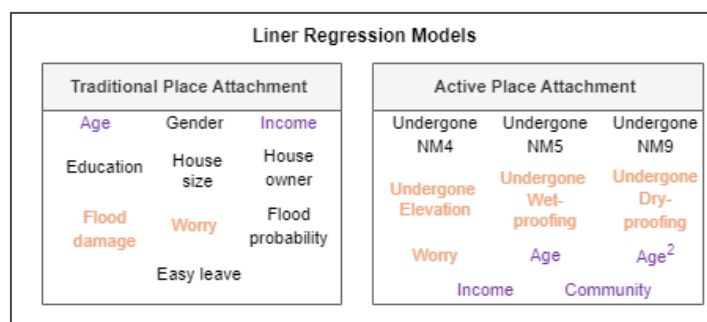 Liner Regression Models
Traditional Place Attachment
Age Gender Income
Education House size House owner
Flood damage Worry Flood probability
Easy leave
Active Place Attachment
Undergone NM4 Undergone NM5 Undergone NM9
Undergone Elevation Undergone Wet-proofing Undergone Dry-proofing
Worry Age Age²
Income Community